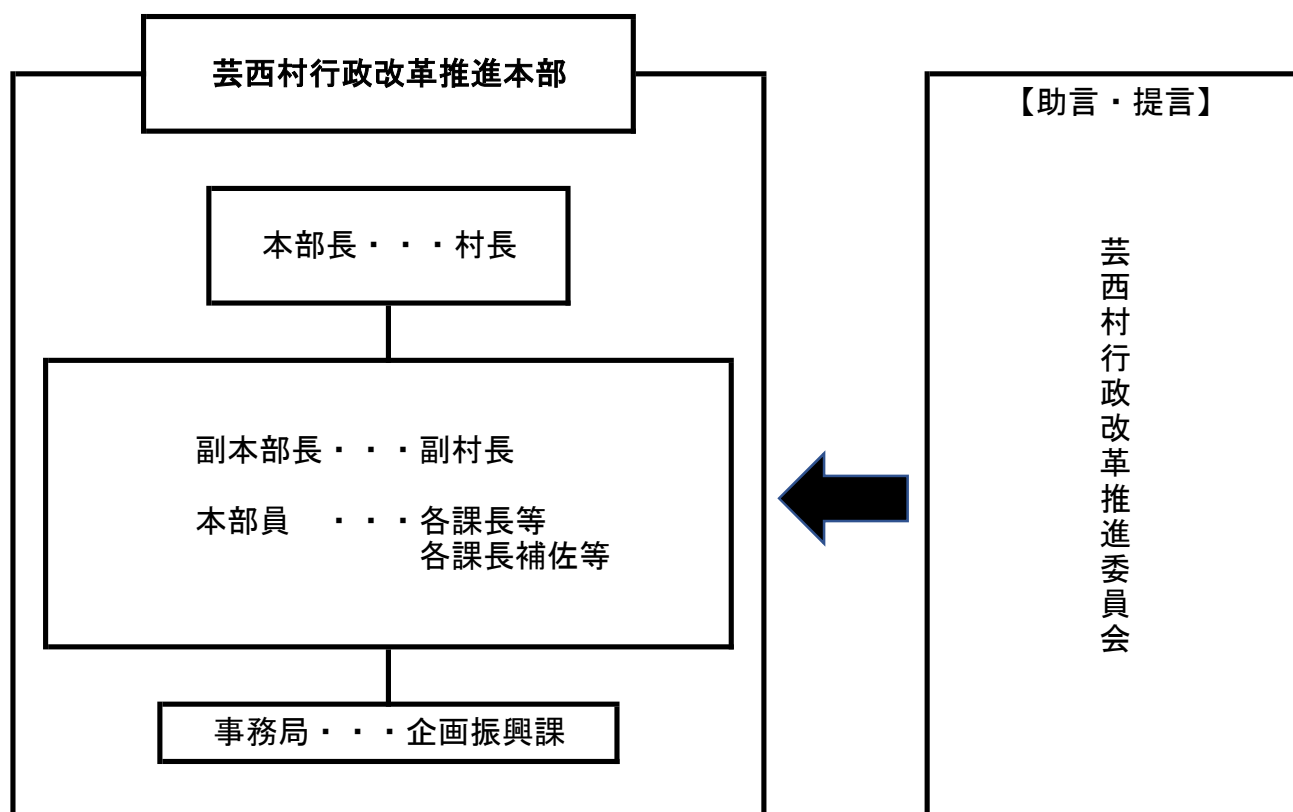 芸西村行政改革推進本部
本部長・・・村長
副本部長・・・副村長
本部員　・・・各課長等
各課長補佐等
事務局・・・企画振興課
【助言・提言】
芸西村行政改革推進委員会